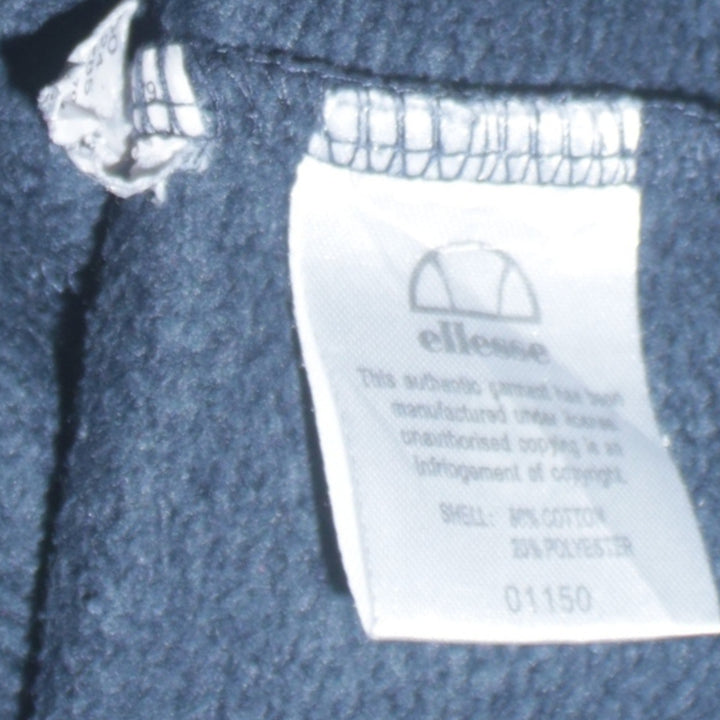 ellesse
This authentic garment has been
manufactured under license
unauthorised copying is an
infringement of copyright.
SHELL: 80% COTTON
20% POLYESTER
01150